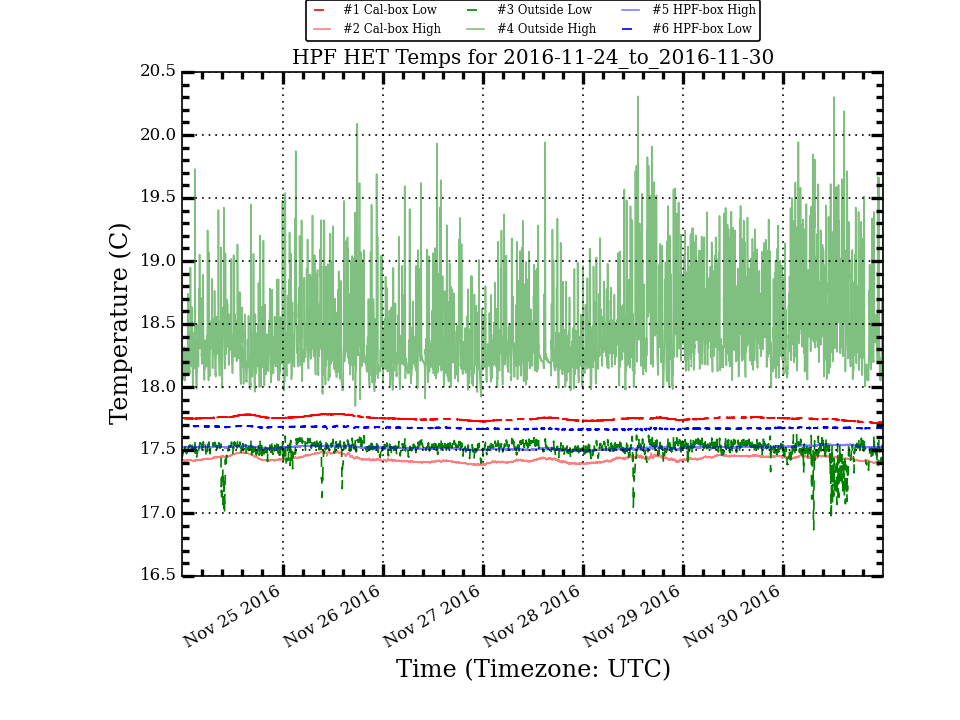 #1 Cal-box Low #3 Outside Low #5 HPF-box High
#2 Cal-box High #4 Outside High #6 HPF-box Low
HPF HET Temps for 2016-11-24_to_2016-11-30
20.5
20.0
19.5
19.0
18.5
18.0
17.5
17.0
16.5
Temperature (C)
Nov 25 2016 Nov 26 2016 Nov 27 2016 Nov 28 2016 Nov 29 2016 Nov 30 2016
Time (Timezone: UTC)